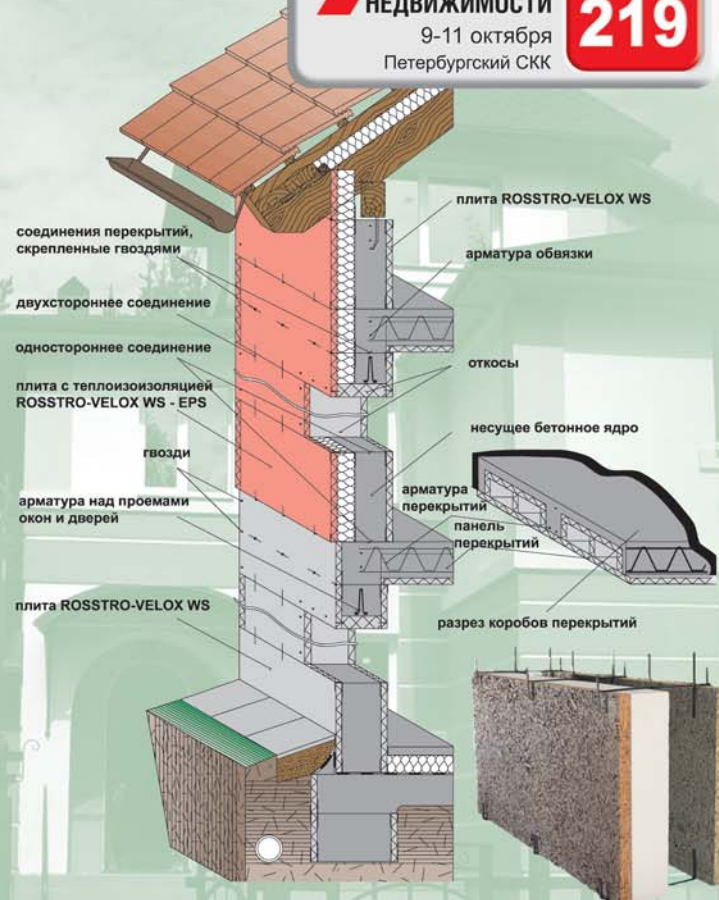 НЕДВИЖИМОСТИ
9-11 октября
Петербургский СКК
219
плита ROSSTRO-VELOX WS
соединения перекрытий,
скрепленные гвоздями
арматура обвязки
двухстороннее соединение
одностороннее соединение
откосы
плита с теплоизоизоляцией
ROSSTRO-VELOX WS - EPS
несущее бетонное ядро
гвозди
арматура
перекрытий
арматура над проемами
окон и дверей
панель
перекрытий
плита ROSSTRO-VELOX WS
разрез коробов перекрытий